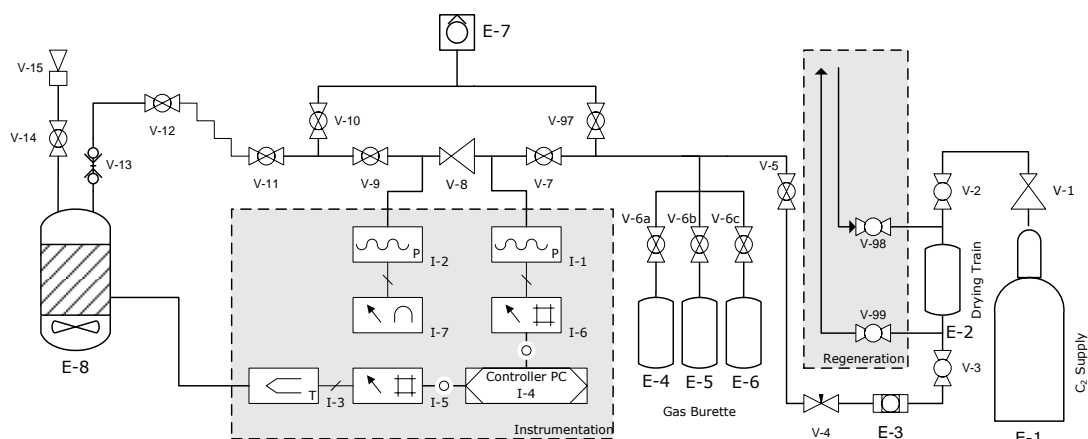 E-7
V-15
V-14
V-13
V-12
V-11
V-10
V-9
V-8
V-7
V-97
V-5
V-6a
V-6b
V-6c
V-98
V-99
V-2
V-1
V-3
V-4
E-2
Drying Train
C2 Supply
Regeneration
P
I-2
P
I-1
I-7
I-6
T
I-3
I-5
Controller PC
I-4
Instrumentation
E-8
E-4
E-5
E-6
Gas Burette
E-3
E-1